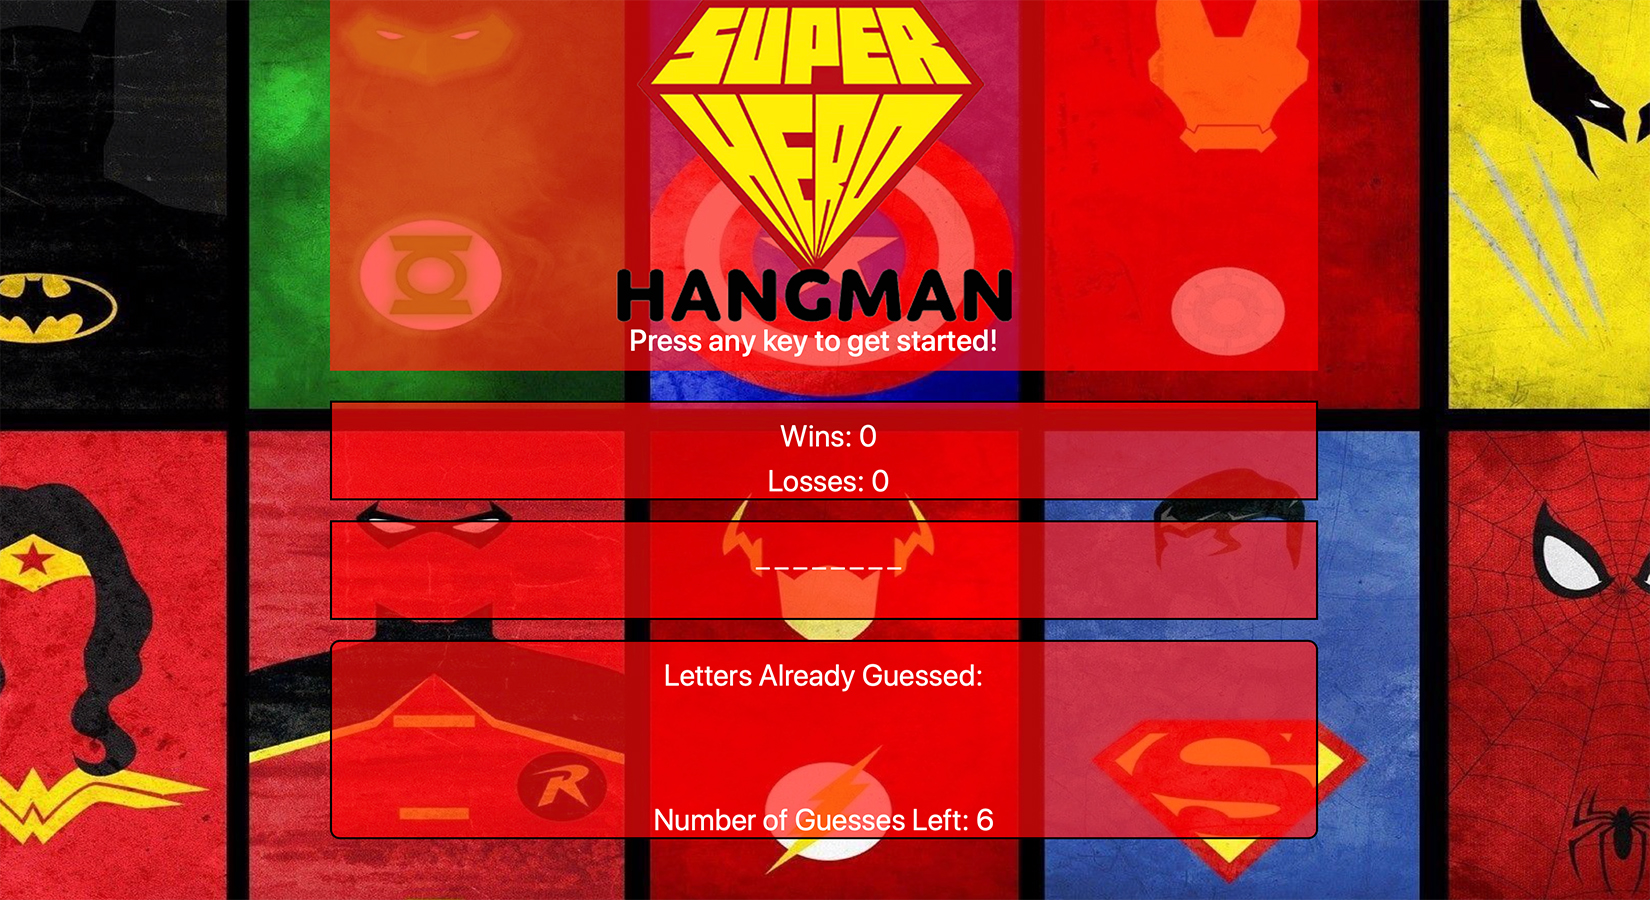 SUPER
HERO
HANGMAN
Press any key to get started!
Wins: 0
Losses: 0
_ _ _ _ _ _ _ _
Letters Already Guessed:
R
S
Number of Guesses Left: 6